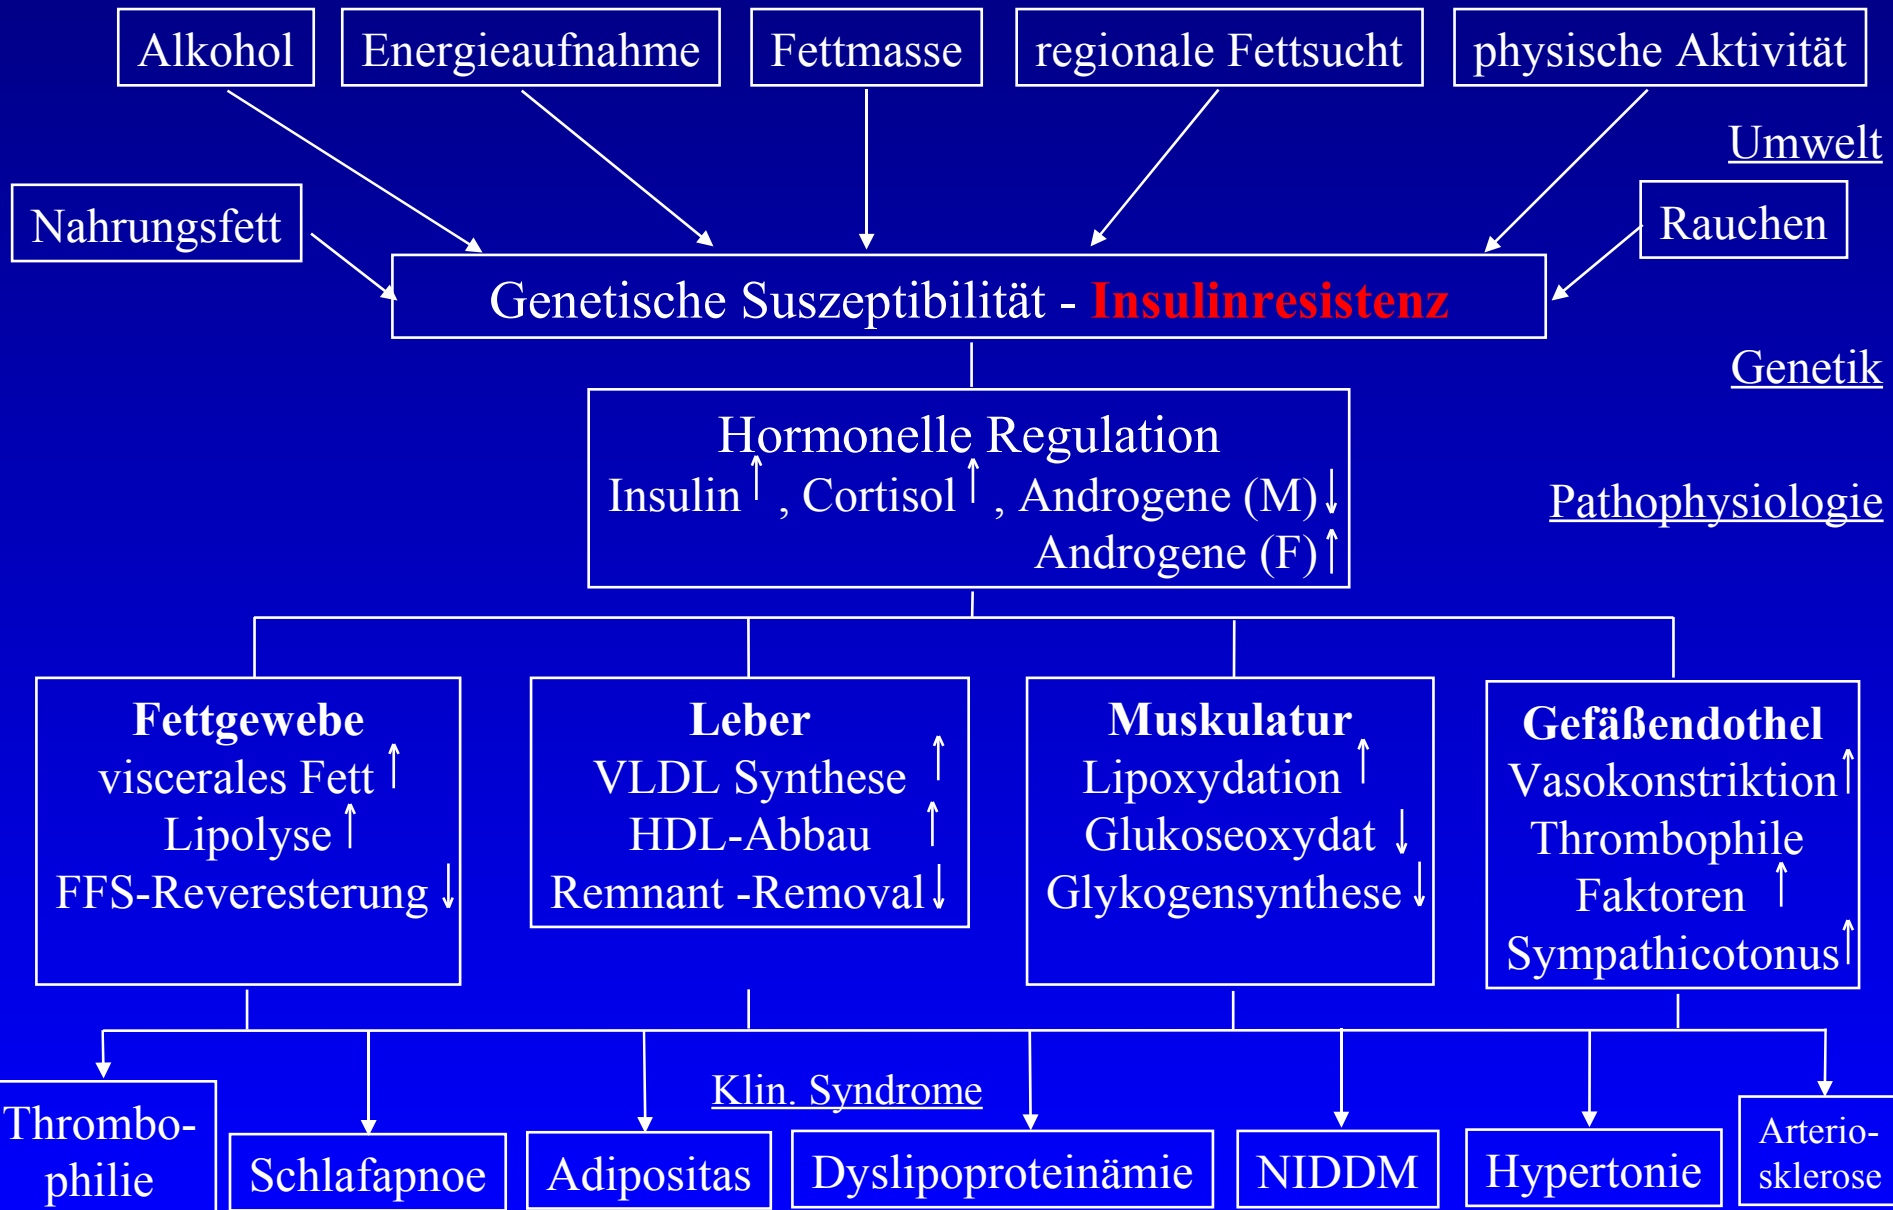 Alkohol
Energieaufnahme
Fettmasse
regionale Fettsucht
physische Aktivität
Umwelt
Nahrungsfett
Rauchen
Genetische Suszeptibilität - Insulinresistenz
Genetik
Hormonelle Regulation
Insulin↑ , Cortisol↑ , Androgene (M)↓
Androgene (F)↑
Pathophysiologie
Fettgewebe
viscerales Fett↑
Lipolyse↑
FFS-Reveresterung↓
Leber
VLDL Synthese ↑
HDL-Abbau ↑
Remnant -Removal↓
Muskulatur
Lipoxydation ↑
Glukoseoxydat ↓
Glykogensynthese↓
Gefäßendothel
Vasokonstriktion↑
Thrombophile
Faktoren ↑
Sympathicotonus↑
Klin. Syndrome
Thrombo-
philie
Schlafapnoe
Adipositas
Dyslipoproteinämie
NIDDM
Hypertonie
Arterio-
sklerose